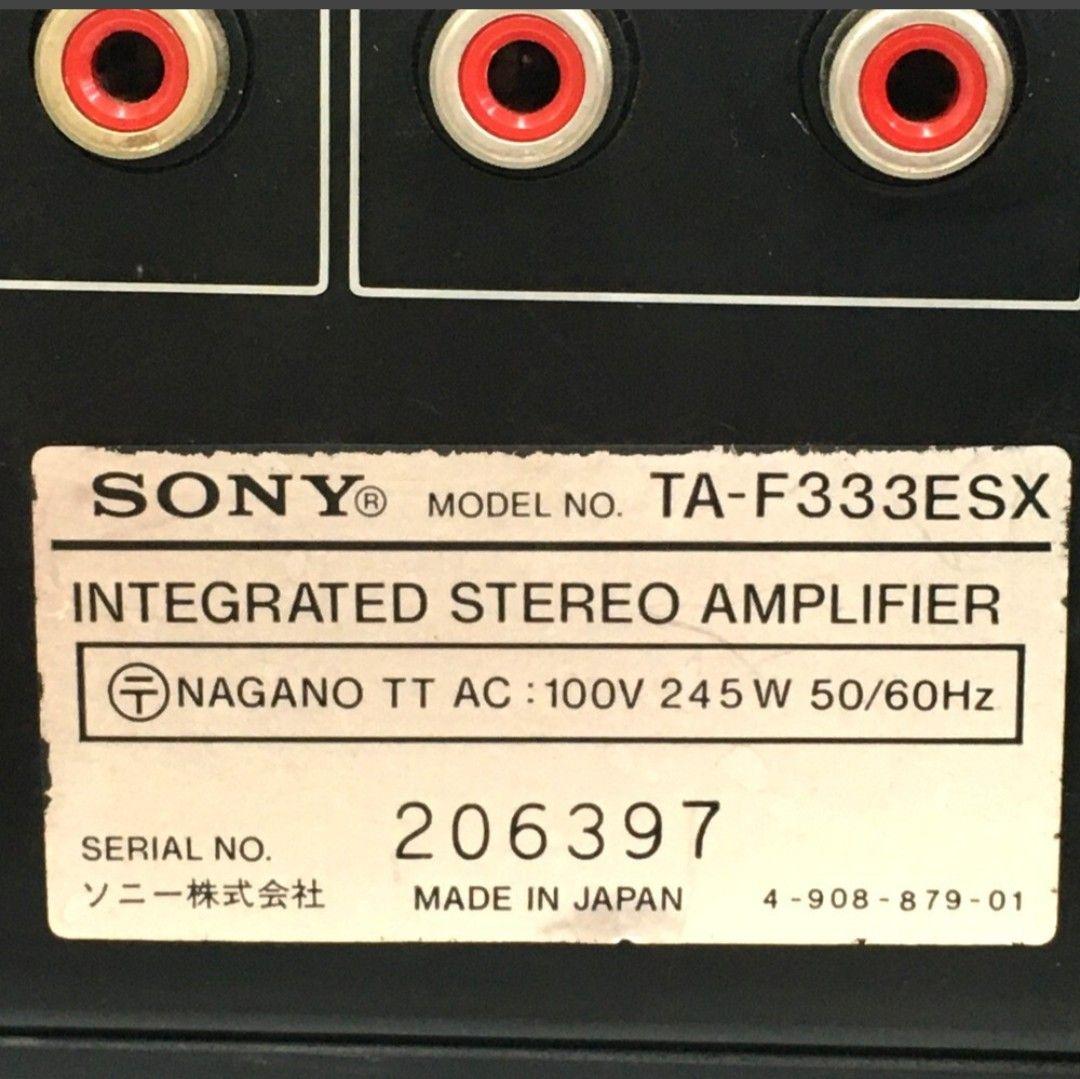 SONY® MODEL NO. TA-F333ESX
INTEGRATED STEREO AMPLIFIER
〶NAGANO TT AC : 100V 245W 50/60Hz
SERIAL NO. 206397
ソニー株式会社 MADE IN JAPAN 4-908-879-01